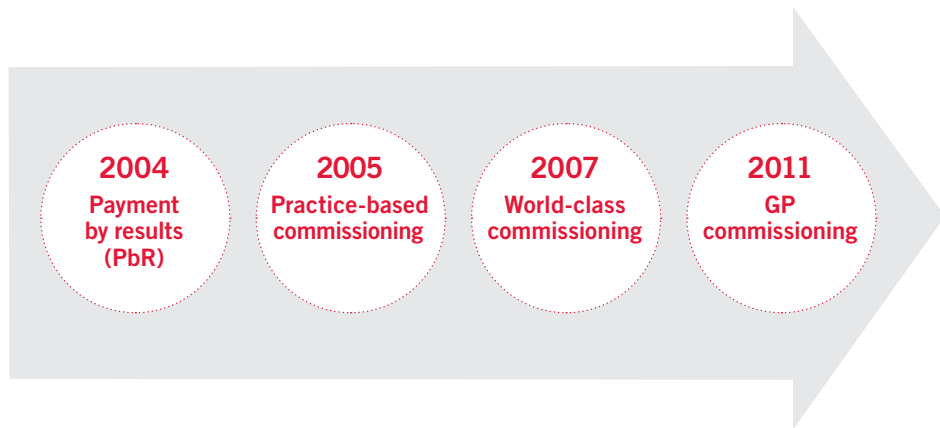 2004
Payment
by results
(PbR)
2005
Practice-based
commissioning
2007
World-class
commissioning
2011
GP
commissioning